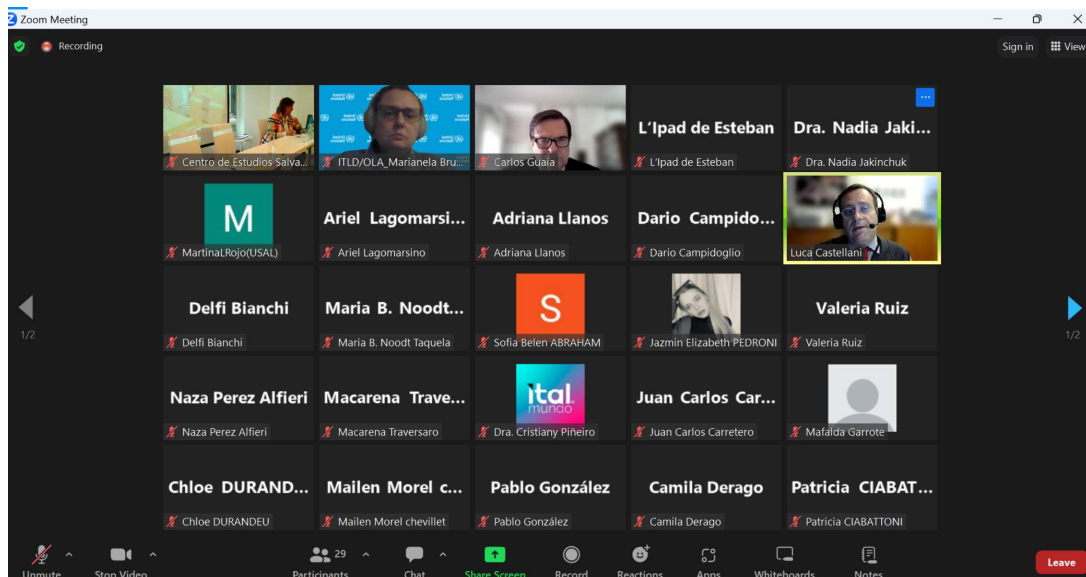 Zoom Meeting
Recording
Sign in
View
Centro de Estudios Salva...
ITLD/OLA_Marianela Bru...
Carlos Guaia
L'Ipad de Esteban
L'Ipad de Esteban
Dra. Nadia Jaki...
Dra. Nadia Jakinchuk
M
MartinaLRojo(USAL)
Ariel Lagomarsi...
Ariel Lagomarsino
Adriana Llanos
Adriana Llanos
Dario Campido...
Dario Campidoglio
Luca Castellani
Delfi Bianchi
Delfi Bianchi
Maria B. Noodt...
Maria B. Noodt Taquela
S
Sofia Belen ABRAHAM
Jazmin Elizabeth PEDRONI
Valeria Ruiz
Valeria Ruiz
1/2
1/2
Naza Perez Alfieri
Naza Perez Alfieri
Macarena Trave...
Macarena Traversaro
ital
mundo
Dra. Cristiany Piñeiro
Juan Carlos Car...
Juan Carlos Carretero
Mafalda Garrote
Chloe DURAND...
Chloe DURANDEU
Mailen Morel c...
Mailen Morel chevillet
Pablo González
Pablo González
Camila Derago
Camila Derago
Patricia CIABAT...
Patricia CIABATTONI
Unmute
Stop Video
29
Participants
Chat
Share Screen
Record
Reactions
Apps
Whiteboards
Notes
Leave